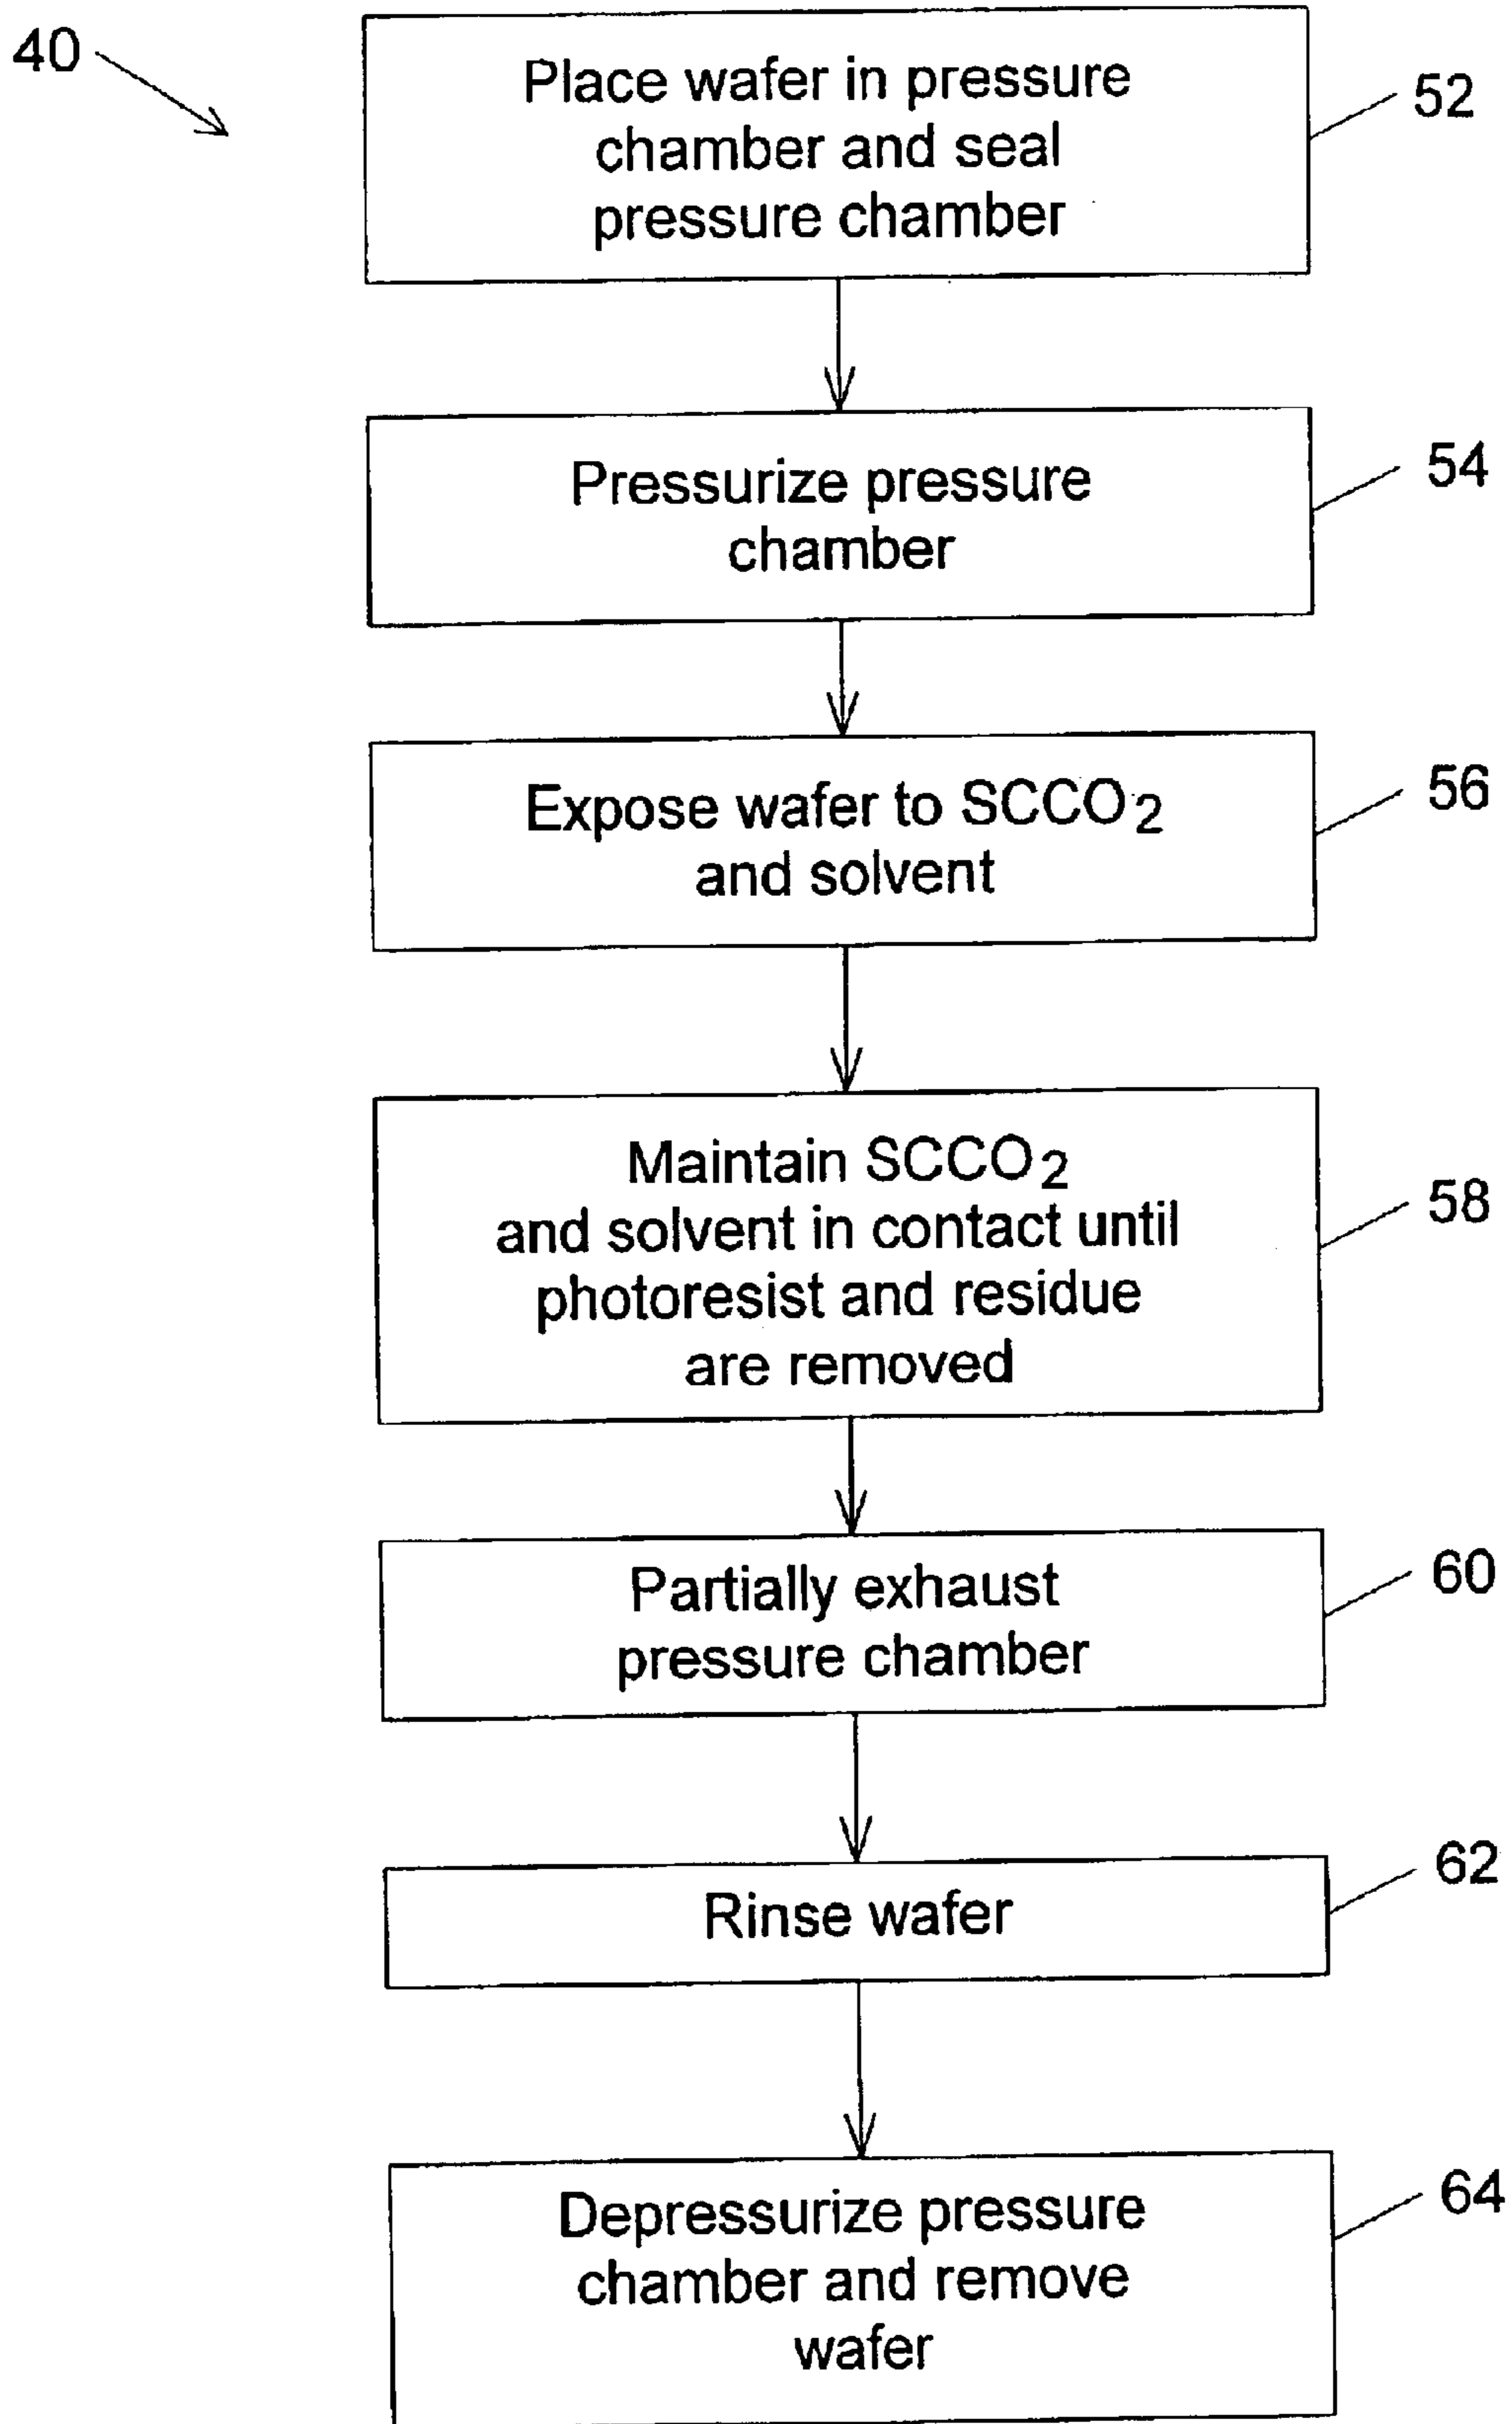 40
Place wafer in pressure
chamber and seal
pressure chamber
52
Pressurize pressure
chamber
54
Expose wafer to SCCO2
and solvent
56
Maintain SCCO2
and solvent in contact until
photoresist and residue
are removed
58
Partially exhaust
pressure chamber
60
Rinse wafer
62
Depressurize pressure
chamber and remove
wafer
64